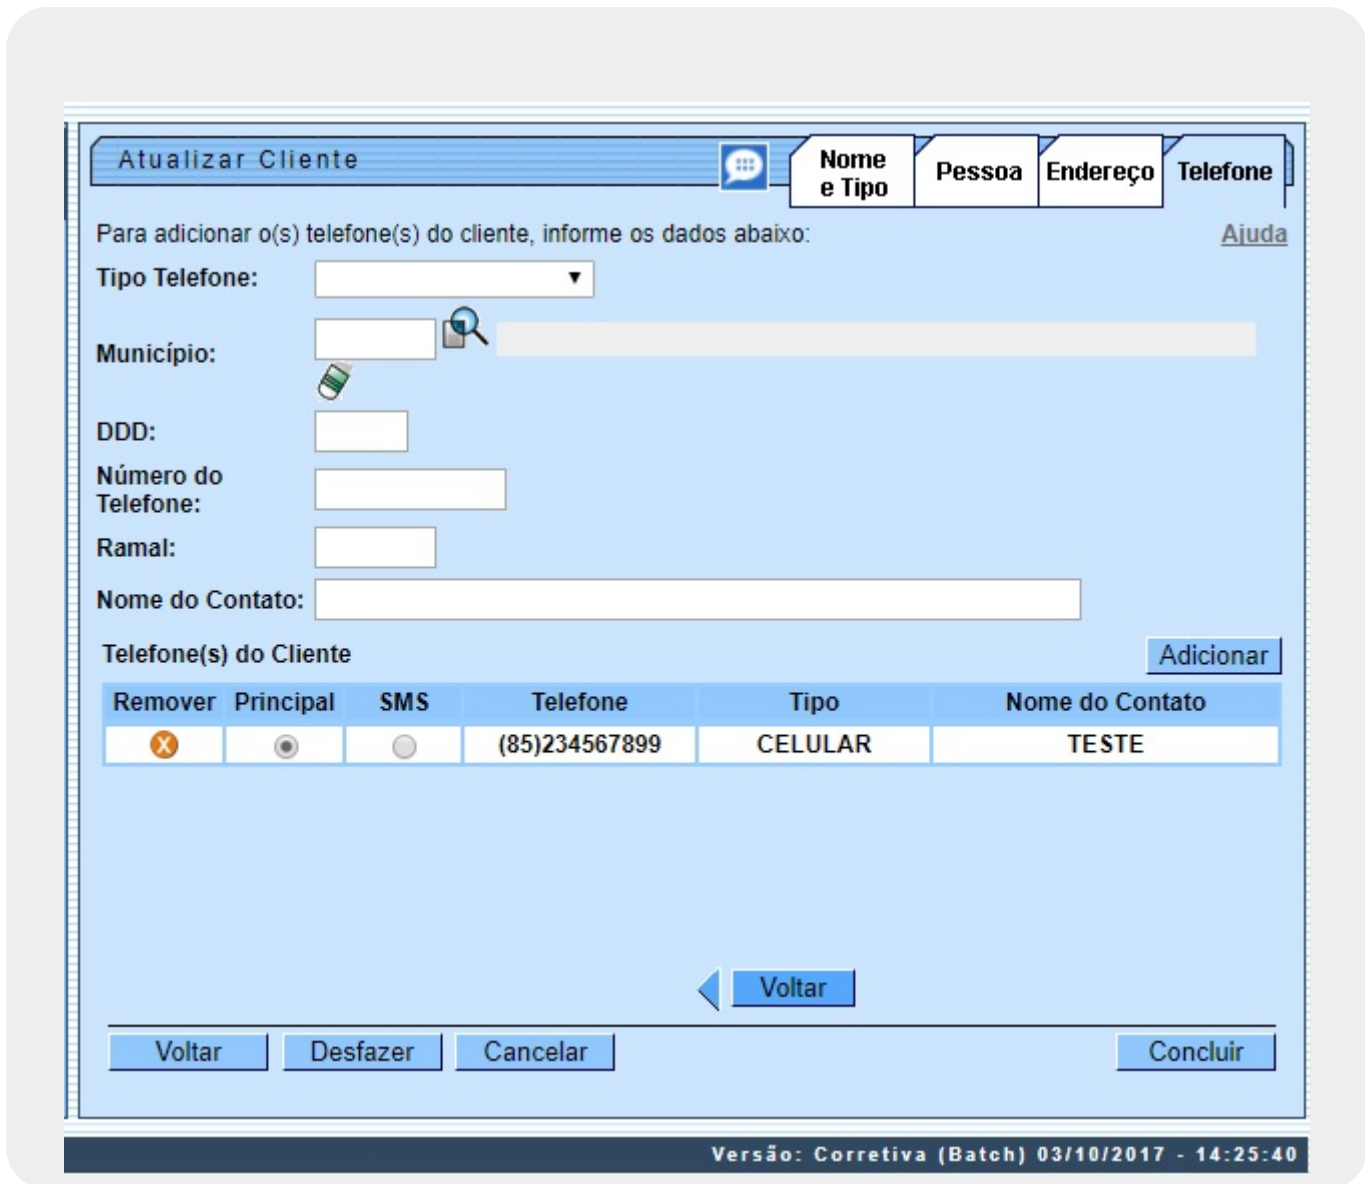 Atualizar Cliente
Nome
e Tipo
Pessoa
Endereço
Telefone
Para adicionar o(s) telefone(s) do cliente, informe os dados abaixo:
Ajuda
Tipo Telefone:
Município:
DDD:
Número do
Telefone:
Ramal:
Nome do Contato:
Telefone(s) do Cliente
Adicionar
Remover Principal SMS Telefone Tipo Nome do Contato
X (85)234567899 CELULAR TESTE
Voltar
Voltar Desfazer Cancelar Concluir
Versão: Corretiva (Batch) 03/10/2017 - 14:25:40